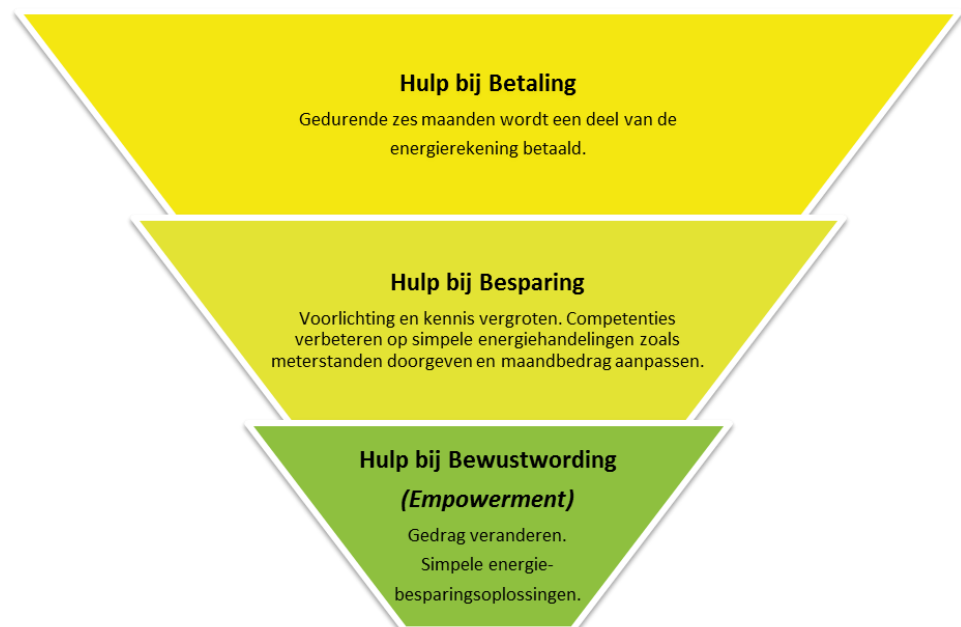 Hulp bij Betaling
Gedurende zes maanden wordt een deel van de
energierekening betaald.
Hulp bij Besparing
Voorlichting en kennis vergroten. Competenties
verbeteren op simpele energiehandelingen zoals
meterstanden doorgeven en maandbedrag aanpassen.
Hulp bij Bewustwording
(Empowerment)
Gedrag veranderen.
Simpele energie-
besparingsoplossingen.